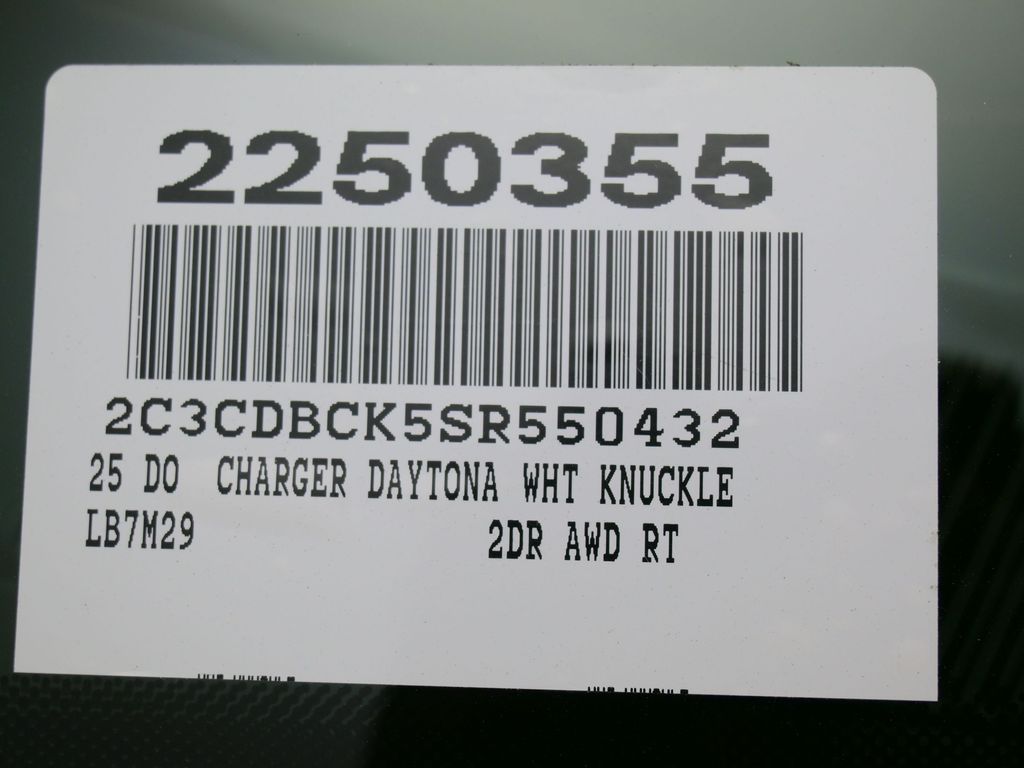 2250355
2C3CDBCK5SR550432
25 DO CHARGER DAYTONA WHT KNUCKLE
LB7M29 2DR AWD RT